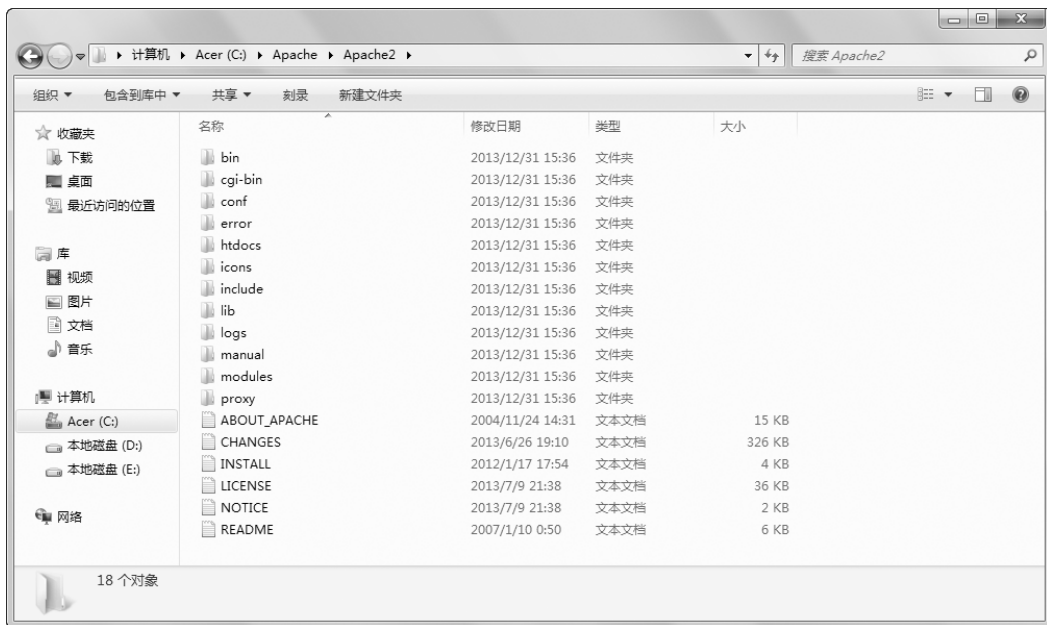 计算机 Acer (C:) Apache Apache2
搜索 Apache2
组织 包含到库中 共享 刻录 新建文件夹
收藏夹
下载
桌面
最近访问的位置
库
视频
图片
文档
音乐
计算机
Acer (C:)
本地磁盘 (D:)
本地磁盘 (E:)
网络
名称 修改日期 类型 大小
bin 2013/12/31 15:36 文件夹
cgi-bin 2013/12/31 15:36 文件夹
conf 2013/12/31 15:36 文件夹
error 2013/12/31 15:36 文件夹
htdocs 2013/12/31 15:36 文件夹
icons 2013/12/31 15:36 文件夹
include 2013/12/31 15:36 文件夹
lib 2013/12/31 15:36 文件夹
logs 2013/12/31 15:36 文件夹
manual 2013/12/31 15:36 文件夹
modules 2013/12/31 15:36 文件夹
proxy 2013/12/31 15:36 文件夹
ABOUT_APACHE 2004/11/24 14:31 文本文档 15 KB
CHANGES 2013/6/26 19:10 文本文档 326 KB
INSTALL 2012/1/17 17:54 文本文档 4 KB
LICENSE 2013/7/9 21:38 文本文档 36 KB
NOTICE 2013/7/9 21:38 文本文档 2 KB
README 2007/1/10 0:50 文本文档 6 KB
18 个对象